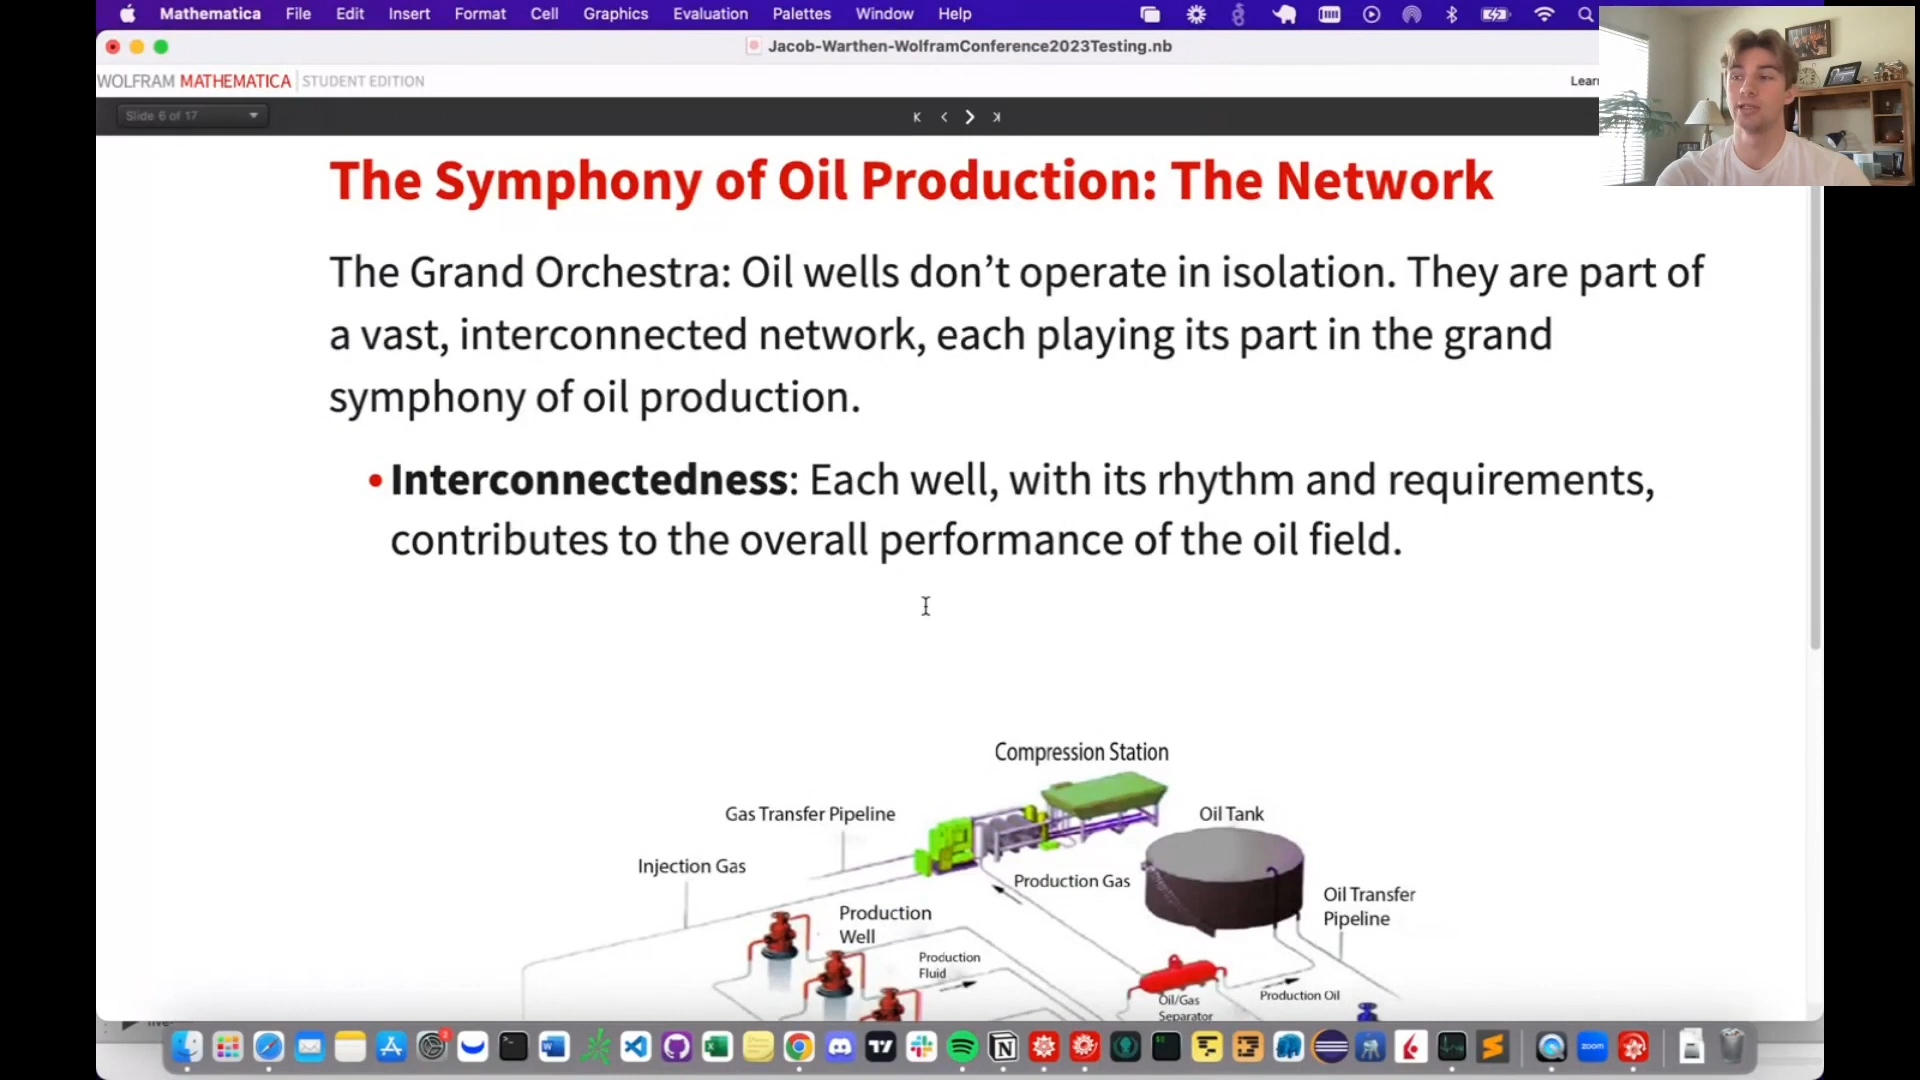 Mathematica File Edit Insert Format Cell Graphics Evaluation Palettes Window Help
Jacob-Warthen-WolframConference2023Testing.nb
WOLFRAM MATHEMATICA STUDENT EDITION
Lear
Slide 6 of 17
The Symphony of Oil Production: The Network
The Grand Orchestra: Oil wells don’t operate in isolation. They are part of
a vast, interconnected network, each playing its part in the grand
symphony of oil production.
• Interconnectedness: Each well, with its rhythm and requirements,
contributes to the overall performance of the oil field.
Compression Station
Gas Transfer Pipeline
Oil Tank
Injection Gas
Production Gas
Oil Transfer
Pipeline
Production
Well
Production
Fluid
Production Oil
Oil/Gas
Separator
zoom